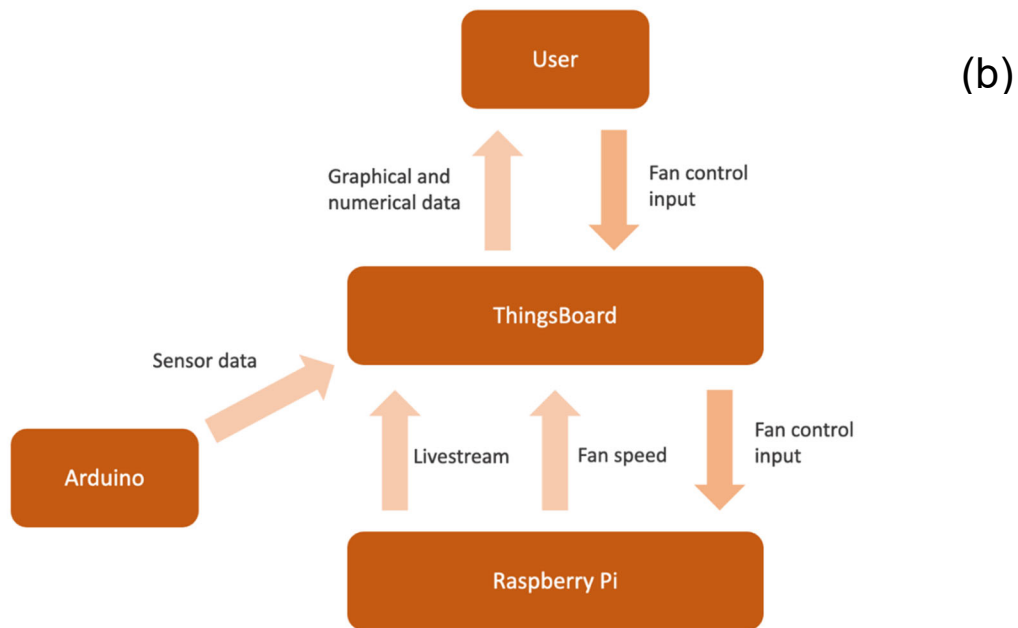 User
(b)
Graphical and
numerical data
Fan control
input
ThingsBoard
Sensor data
Arduino
Livestream
Fan speed
Fan control
input
Raspberry Pi